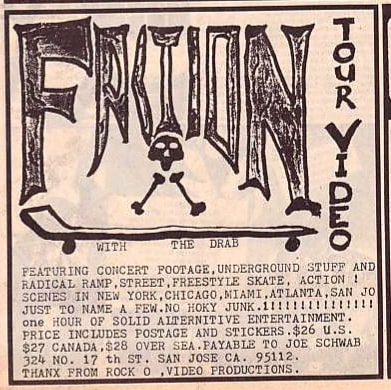 FACTION
TOUR VIDEO
WITH THE DRAB
FEATURING CONCERT FOOTAGE,UNDERGROUND STUFF AND
RADICAL RAMP,STREET,FREESTYLE SKATE, ACTION !
SCENES IN NEW YORK,CHICAGO,MIAMI,ATLANTA,SAN JO
JUST TO NAME A FEW.NO HOKY JUNK.!!!!!!!!!!!!!!!
one HOUR OF SOLID ALTERNITIVE ENTERTAINMENT.
PRICE INCLUDES POSTAGE AND STICKERS.$26 U.S.
$27 CANADA,$28 OVER SEA.PAYABLE TO JOE SCHWAB
324 NO. 17 th ST. SAN JOSE CA. 95112.
THANX FROM ROCK O ,VIDEO PRODUCTIONS.